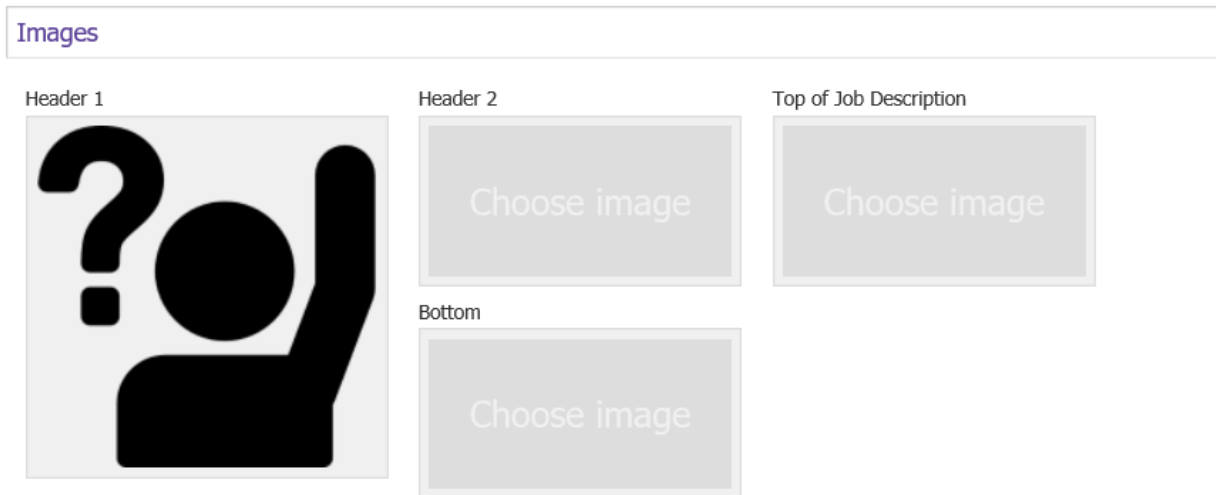 Images
Header 1
Header 2
Top of Job Description
Choose image
Choose image
Bottom
Choose image